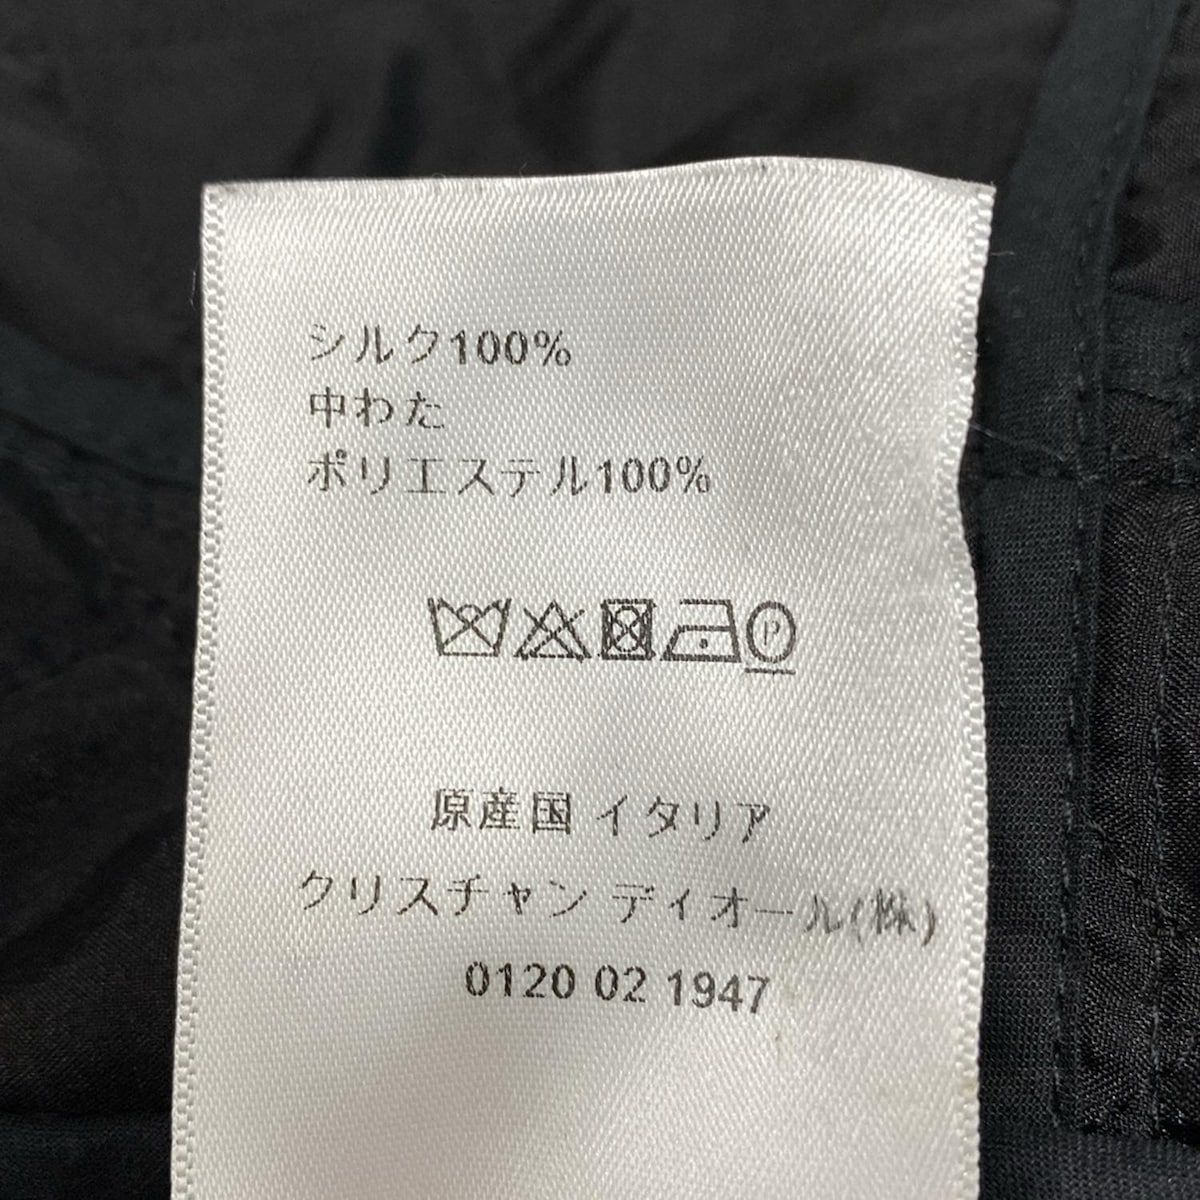 シルク100%
中わた
ポリエステル100%
P
原産国 イタリア
クリスチャン ディオール(株)
0120 02 1947